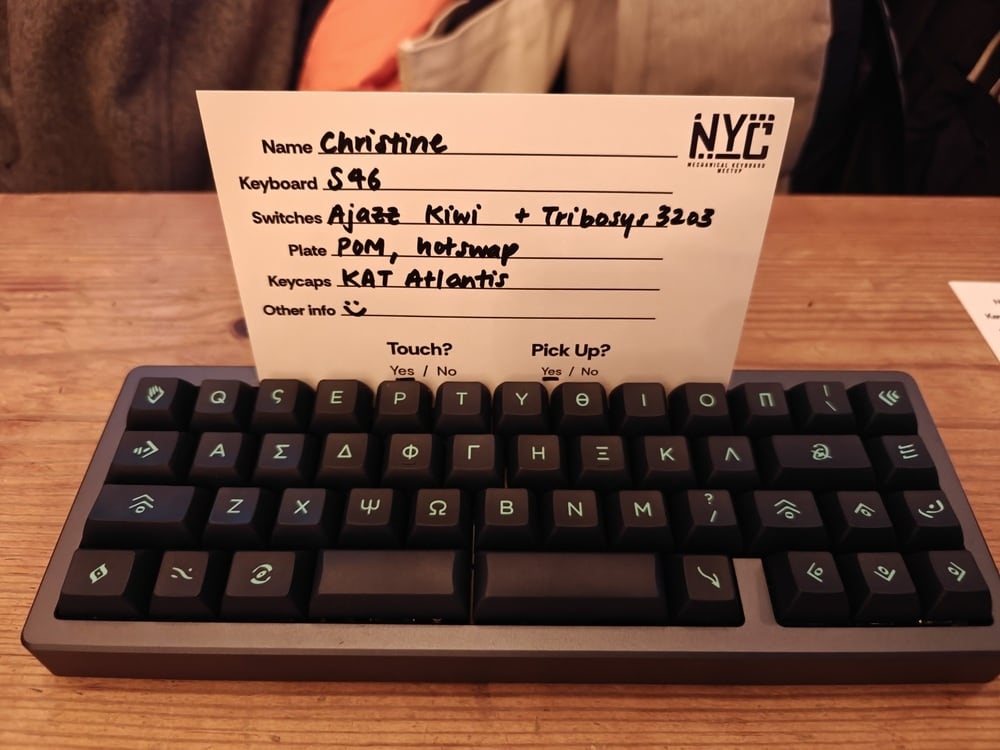 NYC
MECHANICAL KEYBOARD
MEETUP
Name Christine
Keyboard S46
Switches Ajazz Kiwi + Tribosys 3203
Plate POM, hotswap
Keycaps KAT Atlantis
Other info
Touch? Pick Up?
Yes / No Yes / No
Q ς Ε Ρ Τ Υ Θ Ι Ο Π | \
Α Σ Δ Φ Γ Η Ξ Κ Λ
Ζ Χ Ψ Ω Β Ν Μ ? /